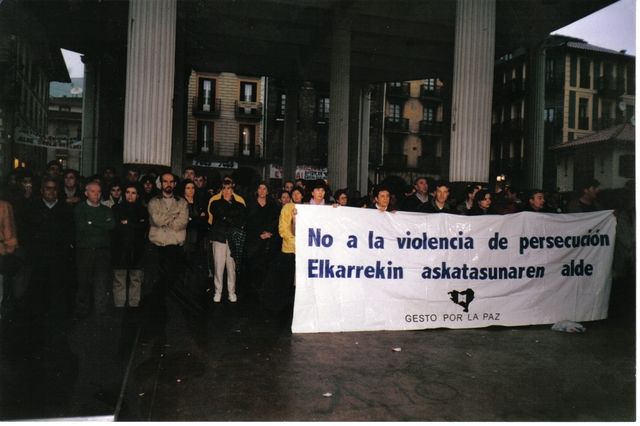 No a la violencia de persecución
Elkarrekin askatasunaren alde
GESTO POR LA PAZ